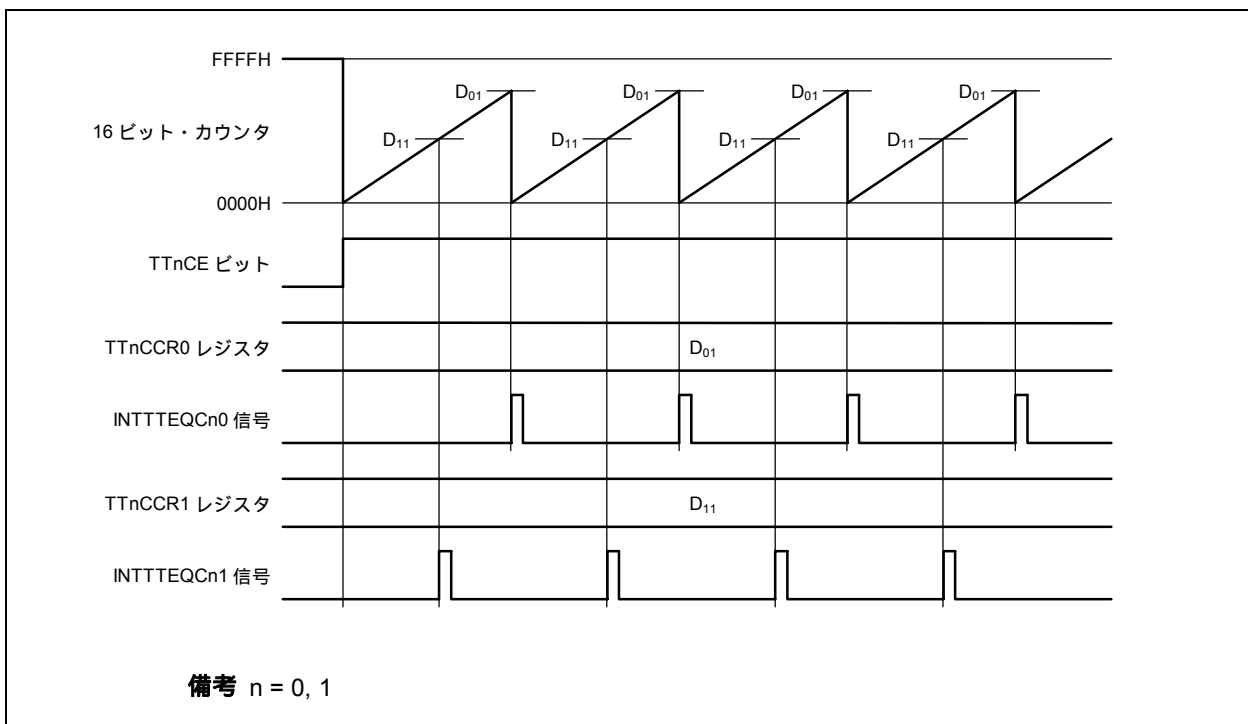 FFFFH
D₀₁ D₀₁ D₀₁ D₀₁
16 ビット・カウンタ
D₁₁ D₁₁ D₁₁ D₁₁
0000H
TTnCE ビット
TTnCCR0 レジスタ D₀₁
INTTTEQCn0 信号
TTnCCR1 レジスタ D₁₁
INTTTEQCn1 信号
備考 n = 0, 1